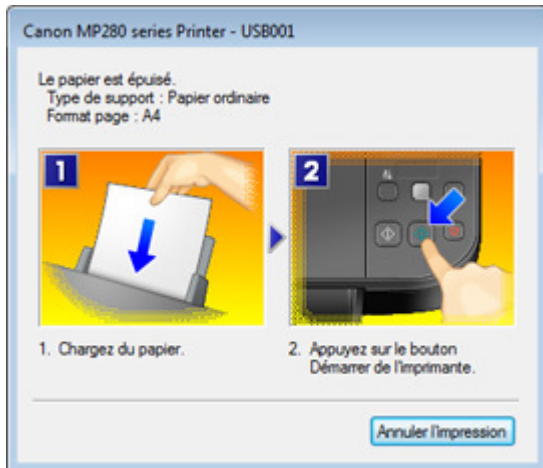 Canon MP280 series Printer - USB001
Le papier est épuisé.
Type de support : Papier ordinaire
Format page : A4
1
2
1. Chargez du papier.
2. Appuyez sur le bouton
Démarrer de l'imprimante.
Annuler l'impression